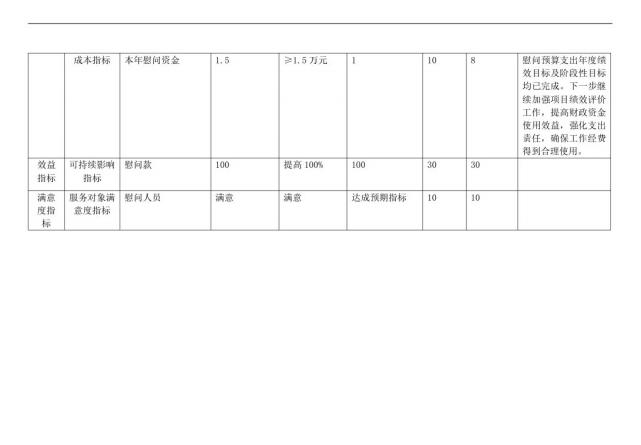 成本指标 本年慰问资金 1.5 ≥1.5 万元 1 10 8 慰问预算支出年度绩
效目标及阶段性目标
均已完成。下一步继
续加强项目绩效评价
工作，提高财政资金
使用效益，强化支出
责任，确保工作经费
得到合理使用。
效益 可持续影响 慰问款 100 提高 100% 100 30 30
指标 指标
满意 服务对象满 慰问人员 满意 满意 达成预期指标 10 10
度指 意度指标
标